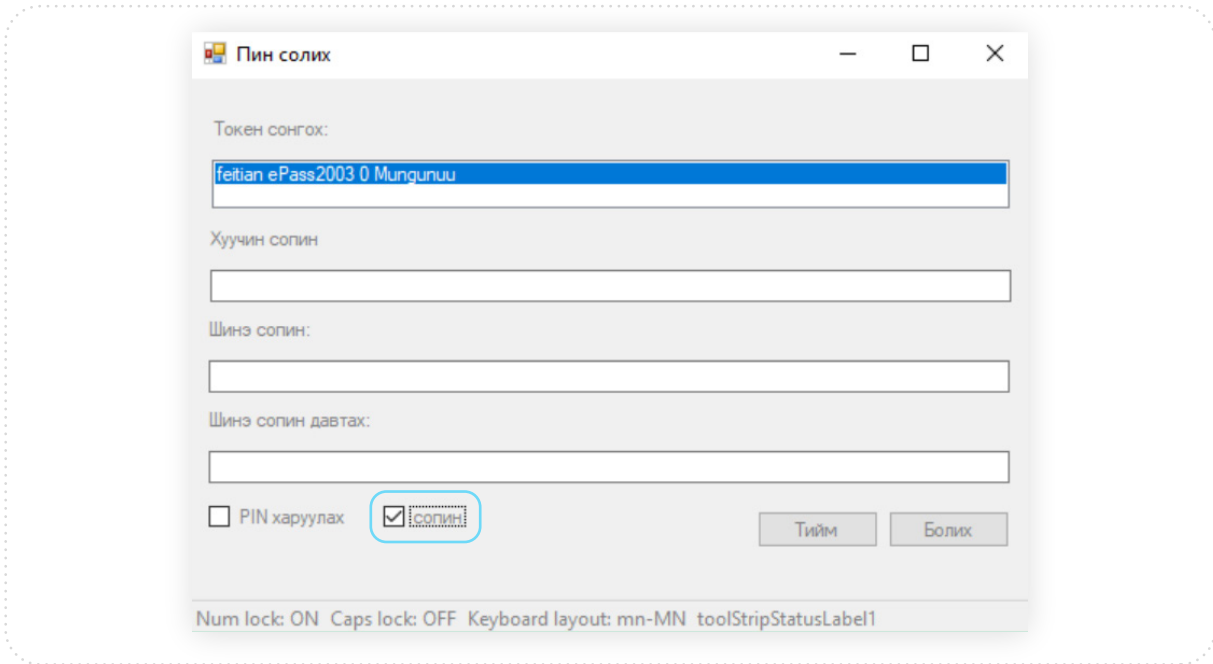 Пин солих
Токен сонгох:
feitian ePass2003 0 Mungunuu
Хуучин сопин
Шинэ сопин:
Шинэ сопин давтах:
PIN харуулах сопин
Тийм Болих
Num lock: ON Caps lock: OFF Keyboard layout: mn-MN toolStripStatusLabel1